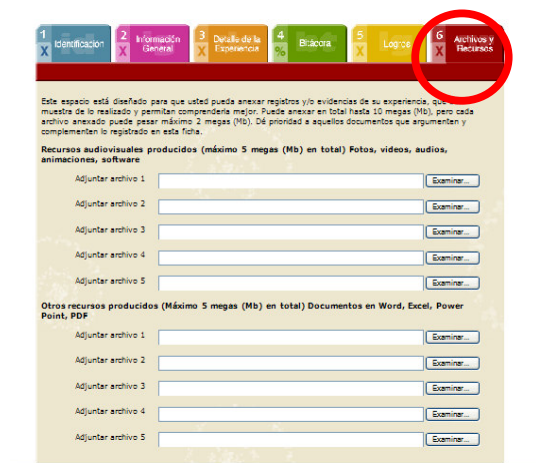 1 X Identificacion
2 X Información General
3 X Detalle de la Experiencia
4 % Bitácora
5 X Logros
6 X Archivos y Recursos
Este espacio está diseñado para que usted pueda anexar registros y/o evidencias de su experiencia, que
muestra de lo realizado y permitan comprenderla mejor. Puede anexar en total hasta 10 megas (Mb), pero cada
archivo anexado puede pesar máximo 2 megas (Mb). Dé prioridad a aquellos documentos que argumenten y
complementen lo registrado en esta ficha.
Recursos audiovisuales producidos (máximo 5 megas (Mb) en total) Fotos, videos, audios,
animaciones, software
Adjuntar archivo 1 Examinar...
Adjuntar archivo 2 Examinar...
Adjuntar archivo 3 Examinar...
Adjuntar archivo 4 Examinar...
Adjuntar archivo 5 Examinar...
Otros recursos producidos (Máximo 5 megas (Mb) en total) Documentos en Word, Excel, Power
Point, PDF
Adjuntar archivo 1 Examinar...
Adjuntar archivo 2 Examinar...
Adjuntar archivo 3 Examinar...
Adjuntar archivo 4 Examinar...
Adjuntar archivo 5 Examinar...